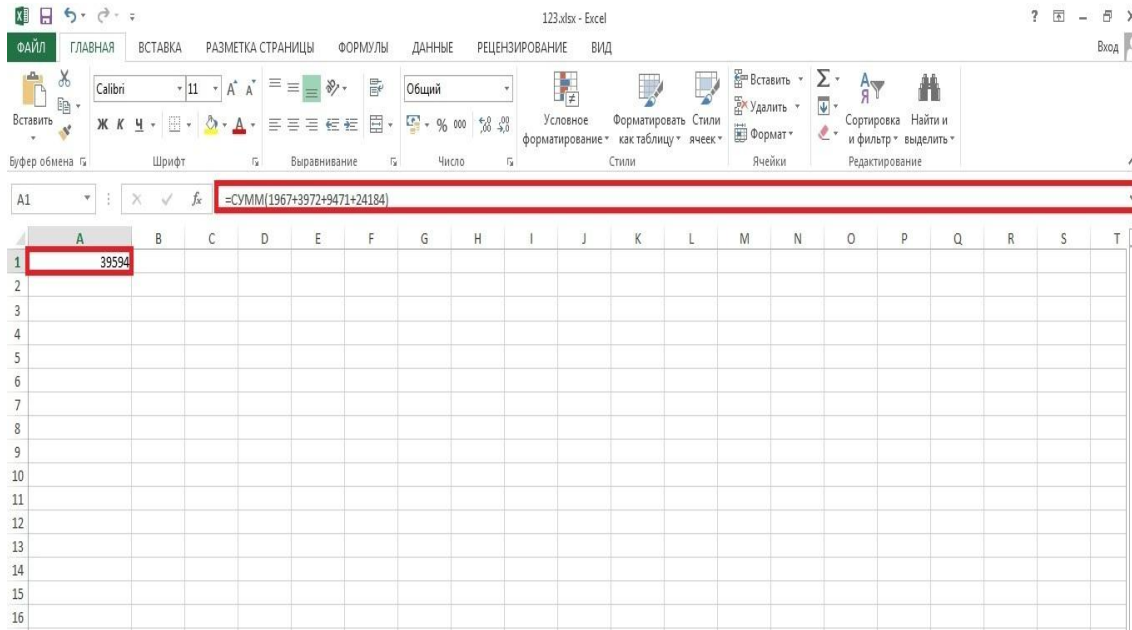 123.xlsx - Excel
ФАЙЛ ГЛАВНАЯ ВСТАВКА РАЗМЕТКА СТРАНИЦЫ ФОРМУЛЫ ДАННЫЕ РЕЦЕНЗИРОВАНИЕ ВИД Вход
Вставить
Calibri 11
Ж К Ч
Общий
% 000
Условное форматирование
Форматировать как таблицу
Стили ячеек
Вставить
Удалить
Формат
Сортировка и фильтр
Найти и выделить
Буфер обмена Шрифт Выравнивание Число Стили Ячейки Редактирование
A1 fx =СУММ(1967+3972+9471+24184)
A B C D E F G H I J K L M N O P Q R S T
1 39594
2
3
4
5
6
7
8
9
10
11
12
13
14
15
16